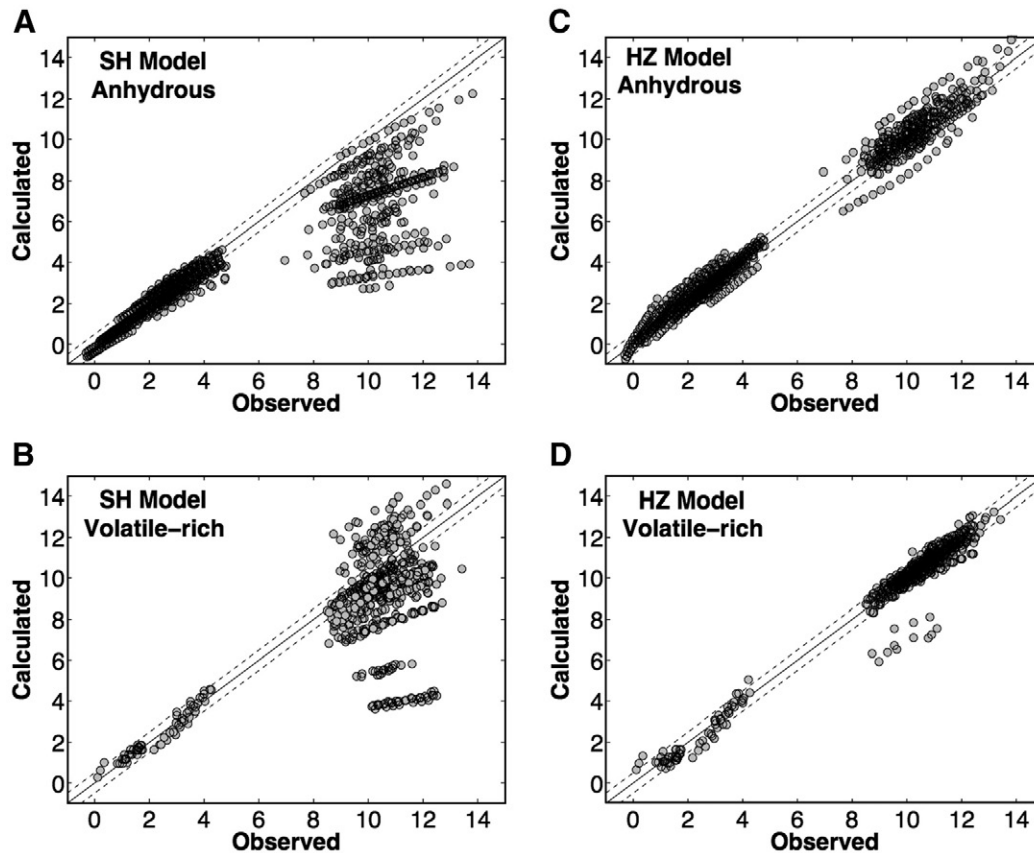 A
SH Model
Anhydrous
14
12
10
8
6
4
2
0
Calculated
0 2 4 6 8 10 12 14
Observed
C
HZ Model
Anhydrous
14
12
10
8
6
4
2
0
Calculated
0 2 4 6 8 10 12 14
Observed
B
SH Model
Volatile–rich
14
12
10
8
6
4
2
0
Calculated
0 2 4 6 8 10 12 14
Observed
D
HZ Model
Volatile–rich
14
12
10
8
6
4
2
0
Calculated
0 2 4 6 8 10 12 14
Observed